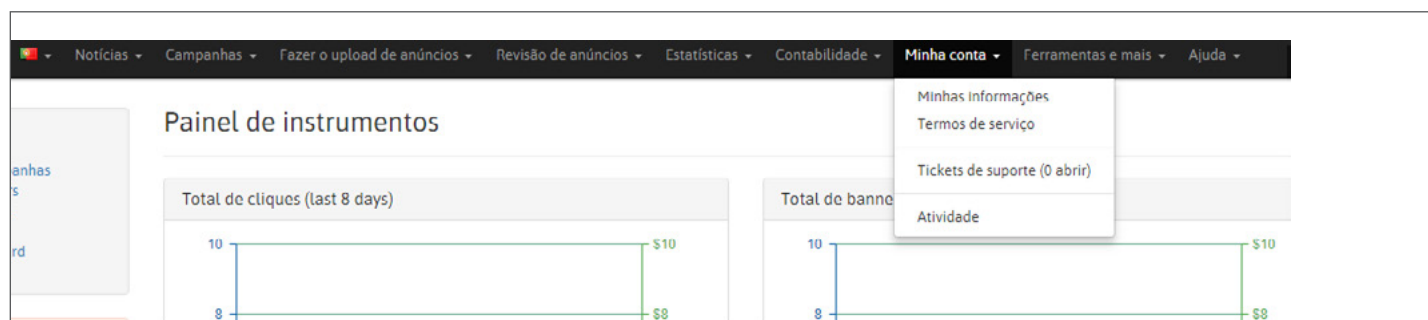 Notícias Campanhas Fazer o upload de anúncios Revisão de anúncios Estatísticas Contabilidade Minha conta Ferramentas e mais Ajuda
Minhas informações
Termos de serviço
Tickets de suporte (0 abrir)
Atividade
Painel de instrumentos
anhas
rs
rd
Total de cliques (last 8 days)
10 $10
8 $8
Total de banne
10 $10
8 $8